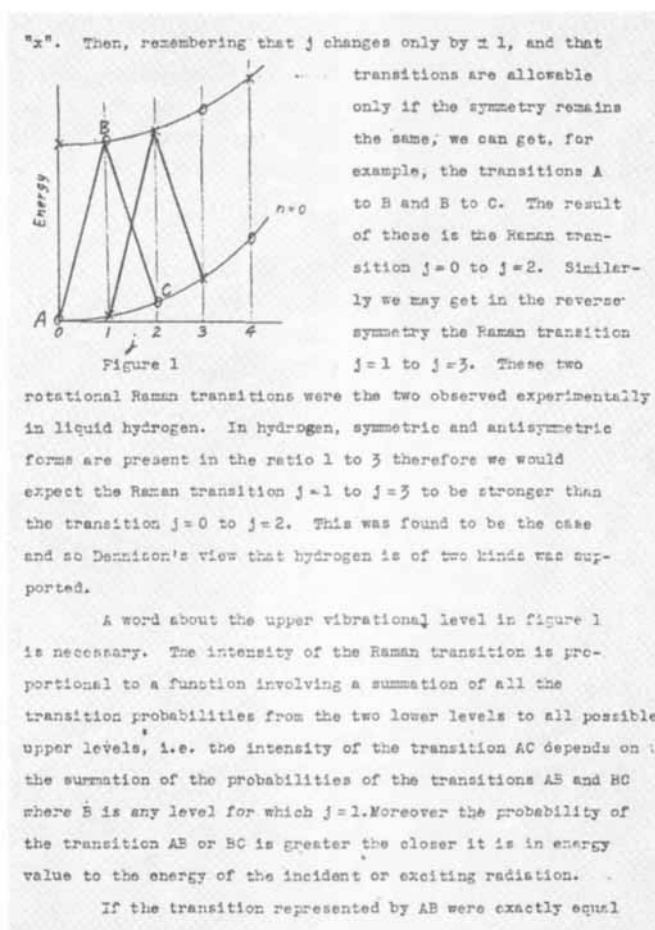 "x". Then, remembering that j changes only by ± 1, and that
transitions are allowable
only if the symmetry remains
the same, we can get, for
example, the transitions A
to B and B to C. The result
of these is the Raman tran-
sition j=0 to j=2. Similar-
ly we may get in the reverse
symmetry the Raman transition
j=1 to j=3. These two
Energy
B
n=0
A
C
0 1 2 3 4
j
Figure 1
rotational Raman transitions were the two observed experimentally
in liquid hydrogen. In hydrogen, symmetric and antisymmetric
forms are present in the ratio 1 to 3 therefore we would
expect the Raman transition j=1 to j=3 to be stronger than
the transition j=0 to j=2. This was found to be the case
and so Dennison's view that hydrogen is of two kinds was sup-
ported.
A word about the upper vibrational level in figure 1
is necessary. The intensity of the Raman transition is pro-
portional to a function involving a summation of all the
transition probabilities from the two lower levels to all possible
upper levels, i.e. the intensity of the transition AC depends on
the summation of the probabilities of the transitions AB and BC
where B is any level for which j=1. Moreover the probability of
the transition AB or BC is greater the closer it is in energy
value to the energy of the incident or exciting radiation.
If the transition represented by AB were exactly equal